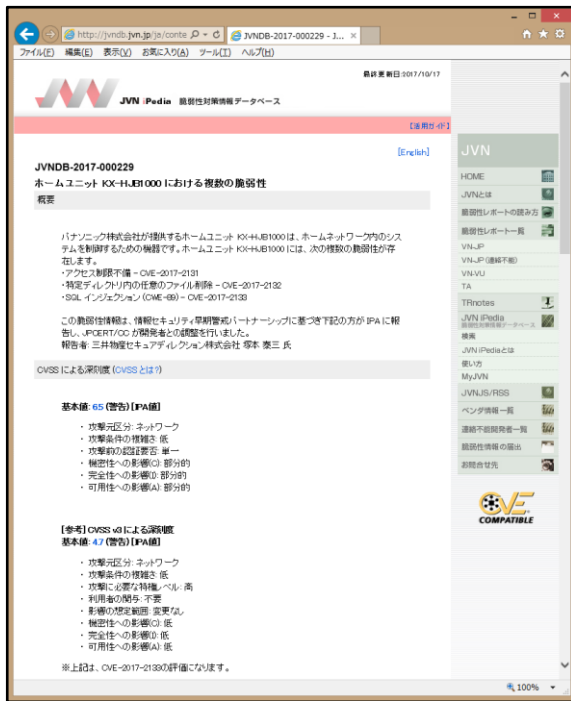 http://jvndb.jvn.jp/ja/conte
JVNDB-2017-000229 - J...
ファイル(F) 編集(E) 表示(V) お気に入り(A) ツール(T) ヘルプ(H)
最終更新日:2017/10/17
JVN iPedia 脆弱性対策情報データベース
【活用ガイド】
[English]
JVNDB-2017-000229
ホームユニット KX-HJB1000 における複数の脆弱性
概要
パナソニック株式会社が提供するホームユニット KX-HJB1000 は、ホームネットワーク内のシス
テムを制御するための機器です。ホームユニット KX-HJB1000 には、次の複数の脆弱性が存
在します。
・アクセス制限不備 - CVE-2017-2131
・特定ディレクトリ内の任意のファイル削除 - CVE-2017-2132
・SQL インジェクション (CWE-89) - CVE-2017-2133
この脆弱性情報は、情報セキュリティ早期警戒パートナーシップに基づき下記の方が IPA に報
告し、JPCERT/CC が開発者との調整を行いました。
報告者: 三井物産セキュアディレクション株式会社 塚本 泰三 氏
CVSS による深刻度 (CVSS とは?)
基本値: 6.5 (警告) [IPA値]
・ 攻撃元区分: ネットワーク
・ 攻撃条件の複雑さ: 低
・ 攻撃前の認証要否: 単一
・ 機密性への影響(C): 部分的
・ 完全性への影響(I): 部分的
・ 可用性への影響(A): 部分的
[参考] CVSS v3 による深刻度
基本値: 4.7 (警告) [IPA値]
・ 攻撃元区分: ネットワーク
・ 攻撃条件の複雑さ: 低
・ 攻撃に必要な特権レベル: 高
・ 利用者の関与: 不要
・ 影響の想定範囲: 変更なし
・ 機密性への影響(C): 低
・ 完全性への影響(I): 低
・ 可用性への影響(A): 低
※上記は、CVE-2017-2133の評価になります。
JVN
HOME
JVNとは
脆弱性レポートの読み方
脆弱性レポート一覧
VN-JP
VN-JP(連絡不能)
VN-VU
TA
TRnotes
JVN iPedia
脆弱性対策情報データベース
検索
JVN iPediaとは
使い方
MyJVN
JVNJS/RSS
ベンダ情報一覧
連絡不能開発者一覧
脆弱性情報の届出
お問合せ先
CVE
COMPATIBLE
100%